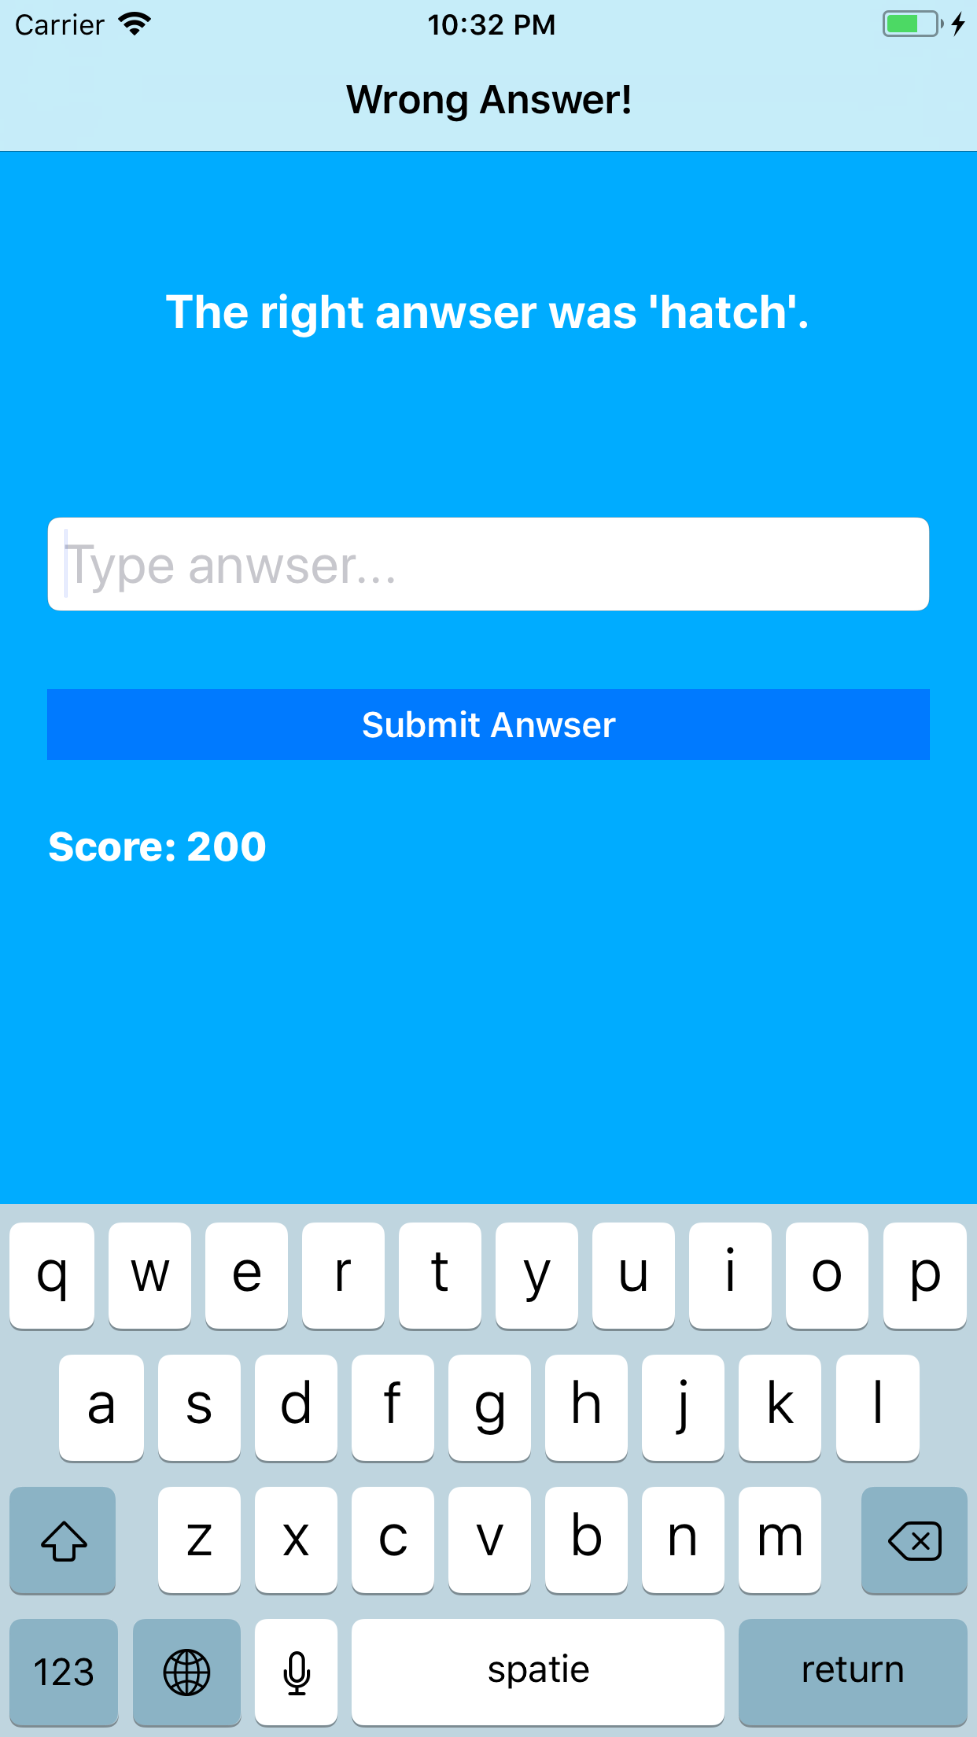 Carrier 10:32 PM
Wrong Answer!
The right anwser was 'hatch'.
Type anwser...
Submit Anwser
Score: 200
q w e r t y u i o p
a s d f g h j k l
z x c v b n m
123 spatie return